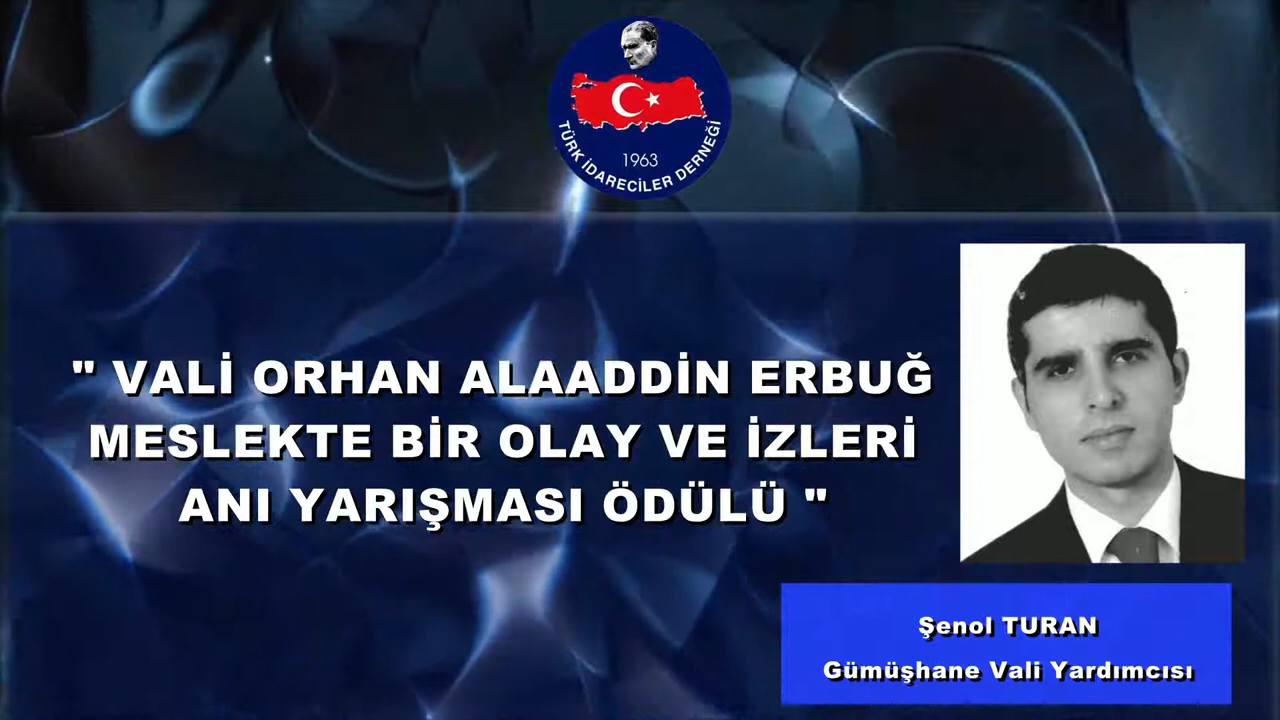 1963
TÜRK İDARECİLER DERNEĞİ
" VALİ ORHAN ALAADDİN ERBUĞ
MESLEKTE BİR OLAY VE İZLERİ
ANI YARIŞMASI ÖDÜLÜ "
Şenol TURAN
Gümüşhane Vali Yardımcısı